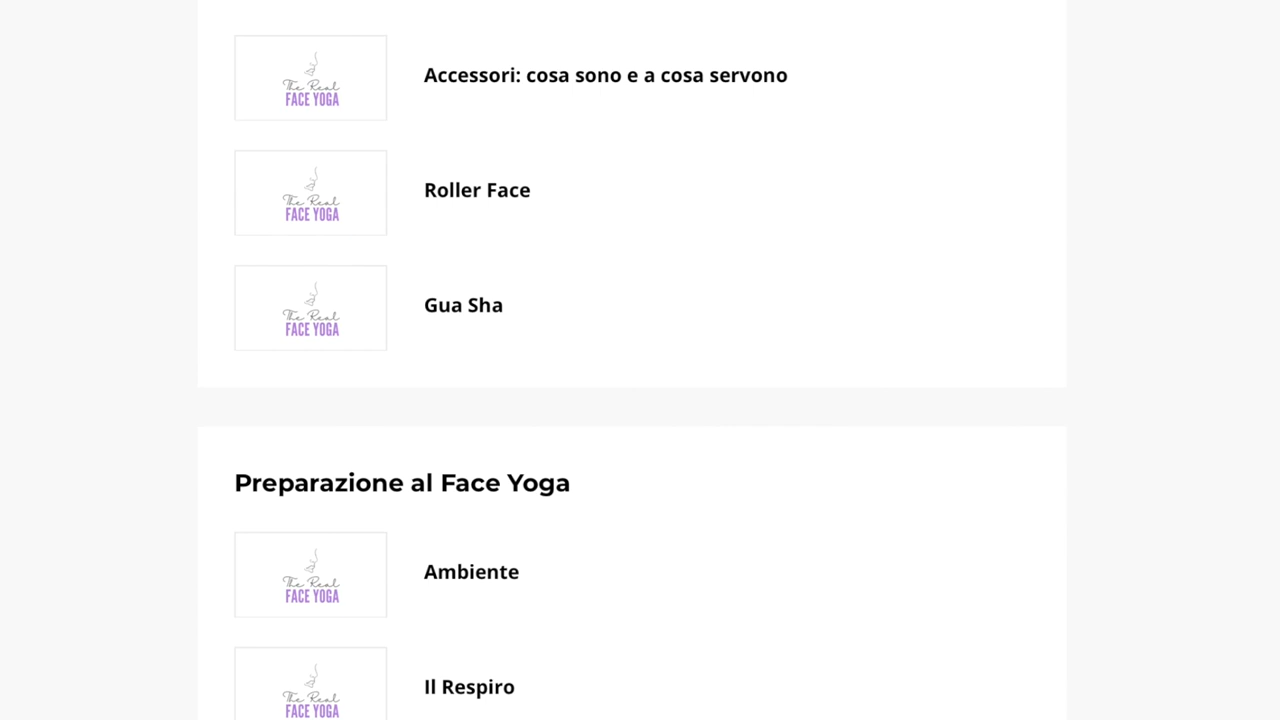 The Real
FACE YOGA
Accessori: cosa sono e a cosa servono
The Real
FACE YOGA
Roller Face
The Real
FACE YOGA
Gua Sha
Preparazione al Face Yoga
The Real
FACE YOGA
Ambiente
The Real
FACE YOGA
Il Respiro